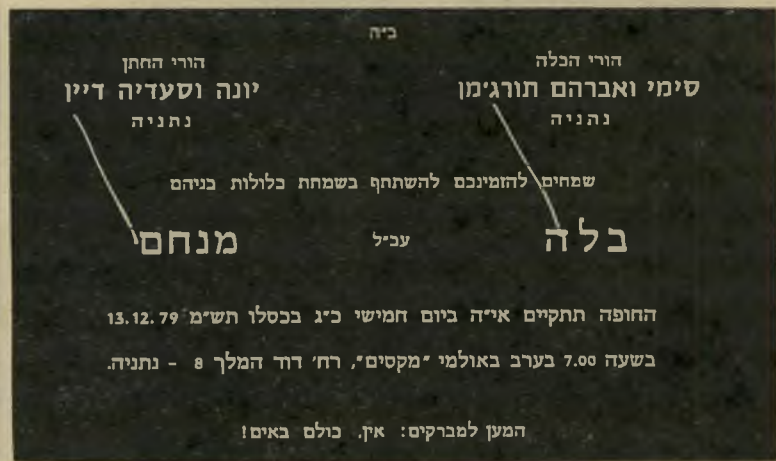 ב"ה
הורי הכלה
סימי ואברהם תורג'מן
נתניה
הורי החתן
יונה וסעדיה דיין
נתניה
שמחים להזמינכם להשתתף בשמחת כלולות בניהם
בלה עב"ל מנחם
החופה תתקיים אי"ה ביום חמישי כ"ג בכסלו תש"מ 13.12.79
בשעה 7.00 בערב באולמי "מקסים", רח' דוד המלך 8 - נתניה.
המען למברקים: אין, כולם באים!